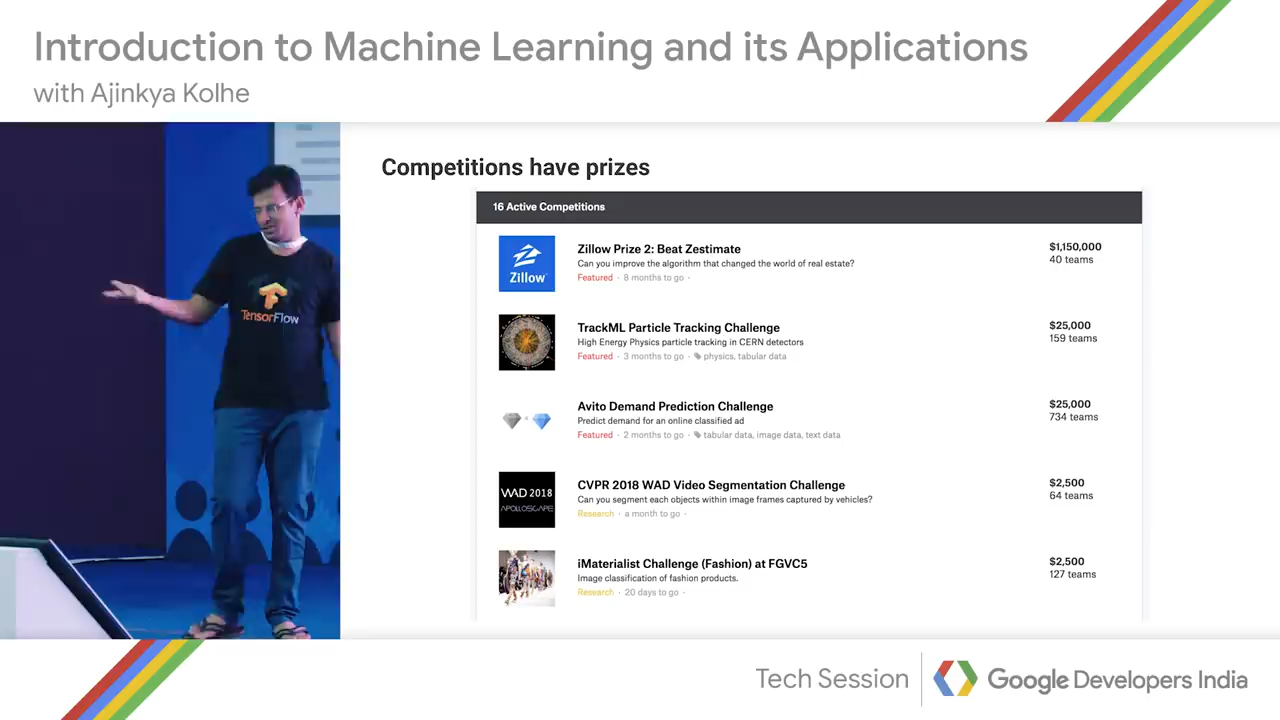 Introduction to Machine Learning and its Applications
with Ajinkya Kolhe
TensorFlow
Competitions have prizes
16 Active Competitions
Zillow
Zillow Prize 2: Beat Zestimate
Can you improve the algorithm that changed the world of real estate?
Featured · 8 months to go ·
$1,150,000
40 teams
TrackML Particle Tracking Challenge
High Energy Physics particle tracking in CERN detectors
Featured · 3 months to go · physics, tabular data
$25,000
159 teams
Avito Demand Prediction Challenge
Predict demand for an online classified ad
Featured · 2 months to go · tabular data, image data, text data
$25,000
734 teams
WAD 2018
APOLLOSCAPE
CVPR 2018 WAD Video Segmentation Challenge
Can you segment each objects within image frames captured by vehicles?
Research · a month to go ·
$2,500
64 teams
iMaterialist Challenge (Fashion) at FGVC5
Image classification of fashion products.
Research · 20 days to go ·
$2,500
127 teams
Tech Session
Google Developers India